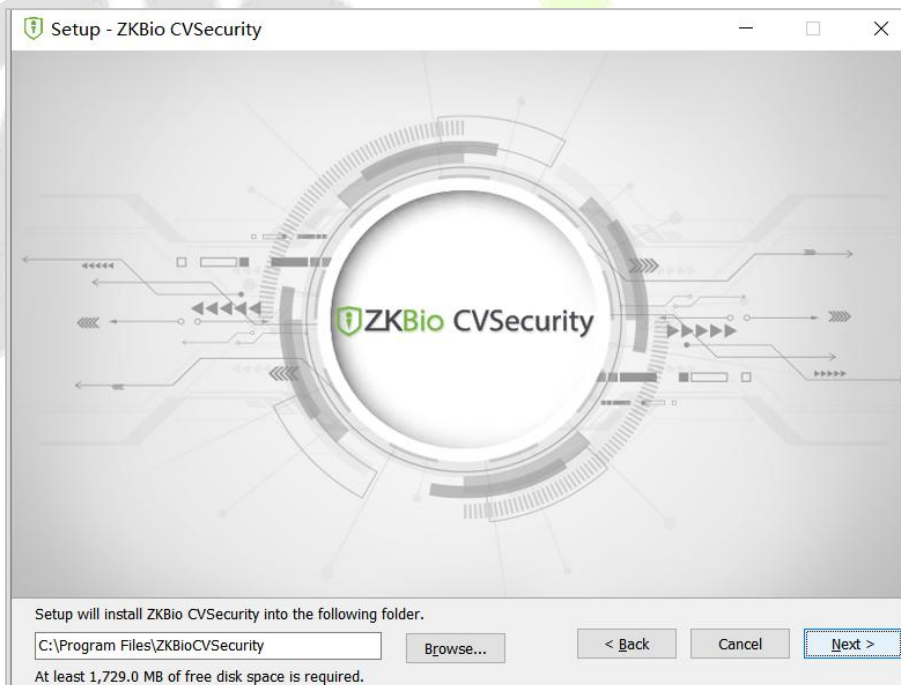 Setup - ZKBio CVSecurity
ZKBio CVSecurity
Setup will install ZKBio CVSecurity into the following folder.
C:\Program Files\ZKBioCVSecurity
Browse...
< Back
Cancel
Next >
At least 1,729.0 MB of free disk space is required.